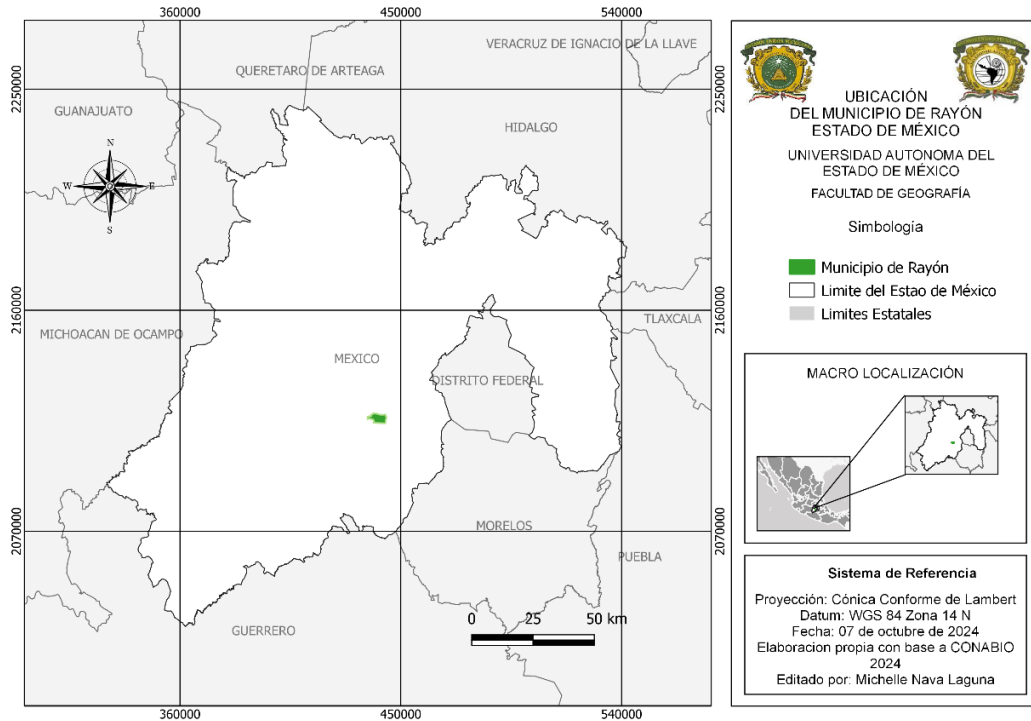 360000
450000
540000
2250000
2160000
2070000
VERACRUZ DE IGNACIO DE LA LLAVE
QUERETARO DE ARTEAGA
GUANAJUATO
HIDALGO
N
W
E
S
MICHOACAN DE OCAMPO
TLAXCALA
MEXICO
DISTRITO FEDERAL
MORELOS
PUEBLA
GUERRERO
0 25 50 km
2250000
2160000
2070000
360000
450000
540000
UBICACIÓN
DEL MUNICIPIO DE RAYÓN
ESTADO DE MÉXICO
UNIVERSIDAD AUTONOMA DEL
ESTADO DE MÉXICO
FACULTAD DE GEOGRAFÍA
Simbología
Municipio de Rayón
Limite del Estao de México
Limites Estatales
MACRO LOCALIZACIÓN
Sistema de Referencia
Proyección: Cónica Conforme de Lambert
Datum: WGS 84 Zona 14 N
Fecha: 07 de octubre de 2024
Elaboracion propia con base a CONABIO
2024
Editado por: Michelle Nava Laguna